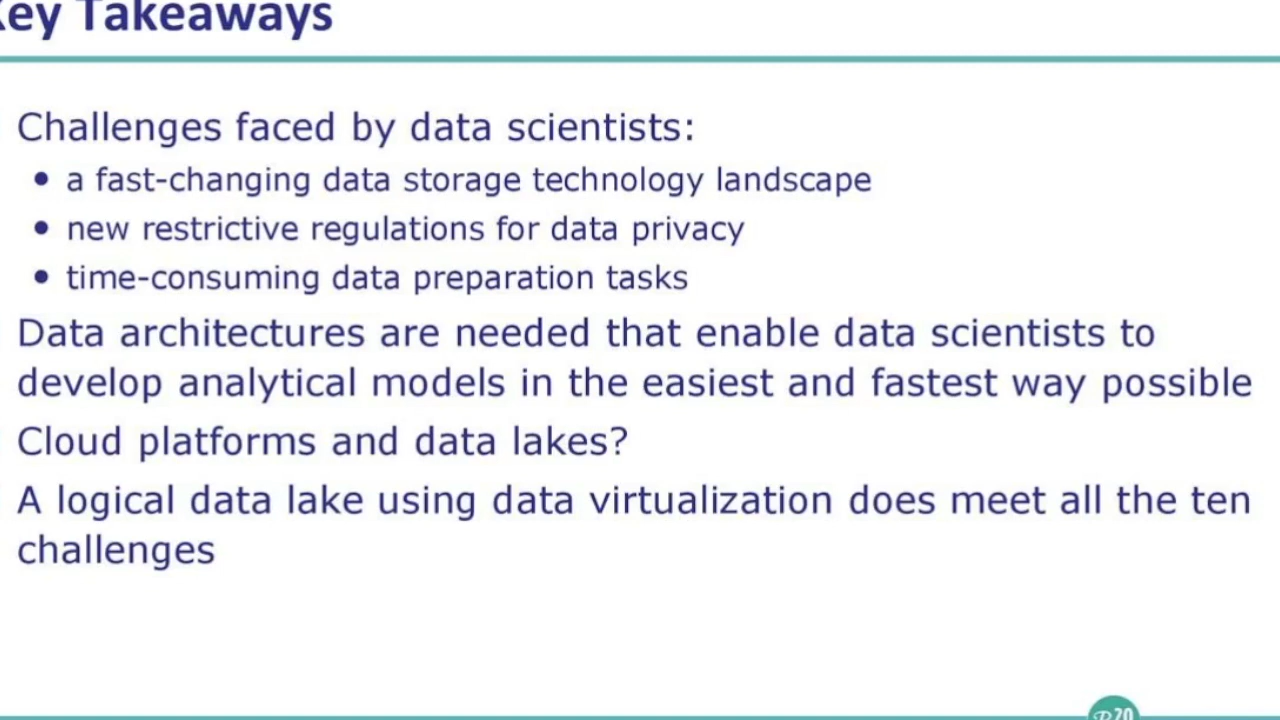 Key Takeaways
Challenges faced by data scientists:
• a fast-changing data storage technology landscape
• new restrictive regulations for data privacy
• time-consuming data preparation tasks
Data architectures are needed that enable data scientists to
develop analytical models in the easiest and fastest way possible
Cloud platforms and data lakes?
A logical data lake using data virtualization does meet all the ten
challenges
20